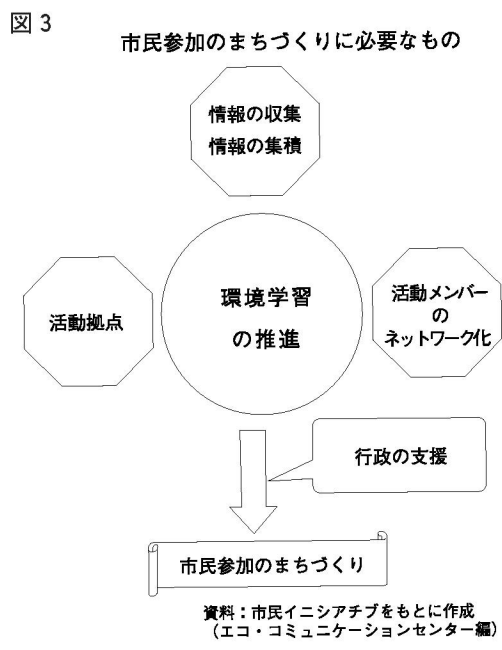 図3
市民参加のまちづくりに必要なもの
情報の収集
情報の集積
環境学習
の推進
活動拠点
活動メンバー
の
ネットワーク化
行政の支援
市民参加のまちづくり
資料：市民イニシアチブをもとに作成
（エコ・コミュニケーションセンター編）